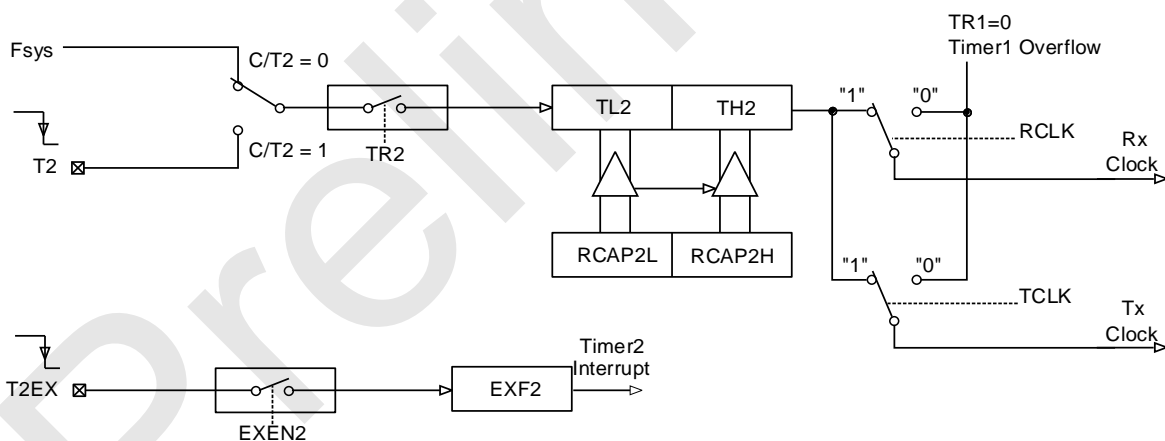 TR1=0
Timer1 Overflow
Fsys
C/T2 = 0
TL2
TH2
"1"
"0"
RCLK
Rx
Clock
T2
C/T2 = 1
TR2
RCAP2L
RCAP2H
"1"
"0"
TCLK
Tx
Clock
Timer2
Interrupt
T2EX
EXF2
EXEN2
Prelin